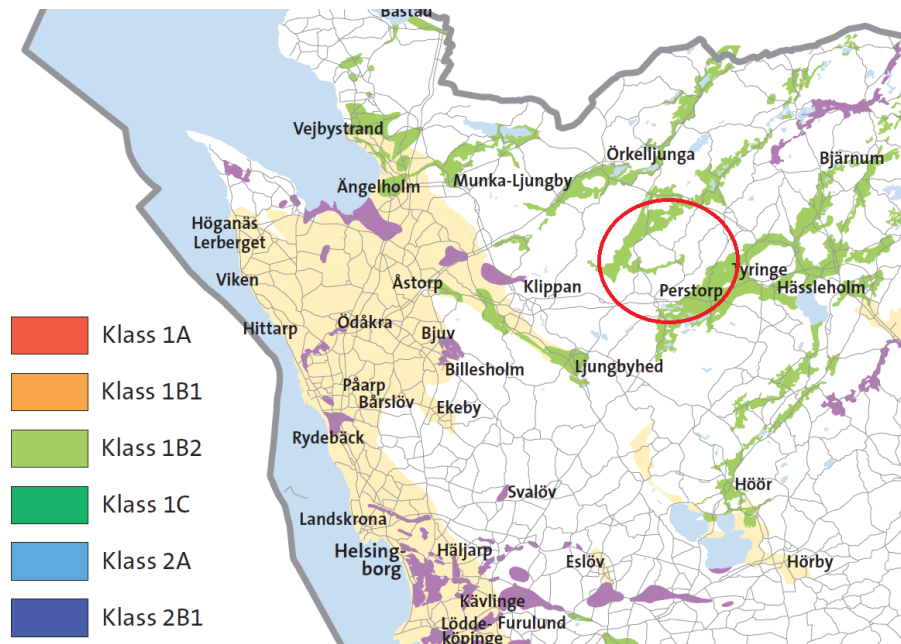 Båstad
Vejbystrand
Örkelljunga
Bjärnum
Ängelholm
Munka-Ljungby
Höganäs
Lerberget
Viken
Åstorp
Klippan
Perstorp
Tyringe
Hässleholm
Hittarp
Ödåkra
Bjuv
Billesholm
Ljungbyhed
Påarp
Bårslöv
Ekeby
Rydebäck
Svalöv
Höör
Landskrona
Helsing-
borg
Häljarp
Eslöv
Hörby
Kävlinge
Lödde-
köpinge
Furulund
Klass 1A
Klass 1B1
Klass 1B2
Klass 1C
Klass 2A
Klass 2B1